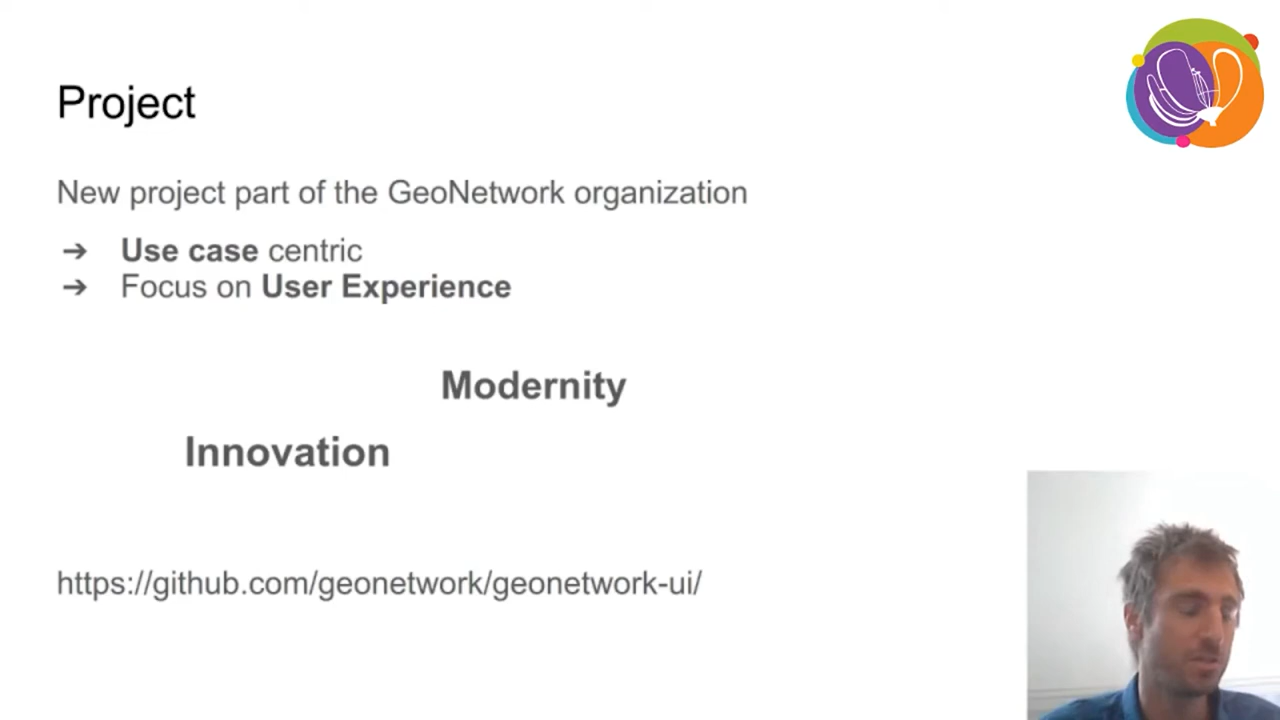 Project
New project part of the GeoNetwork organization
➔ Use case centric
➔ Focus on User Experience
Modernity
Innovation
https://github.com/geonetwork/geonetwork-ui/